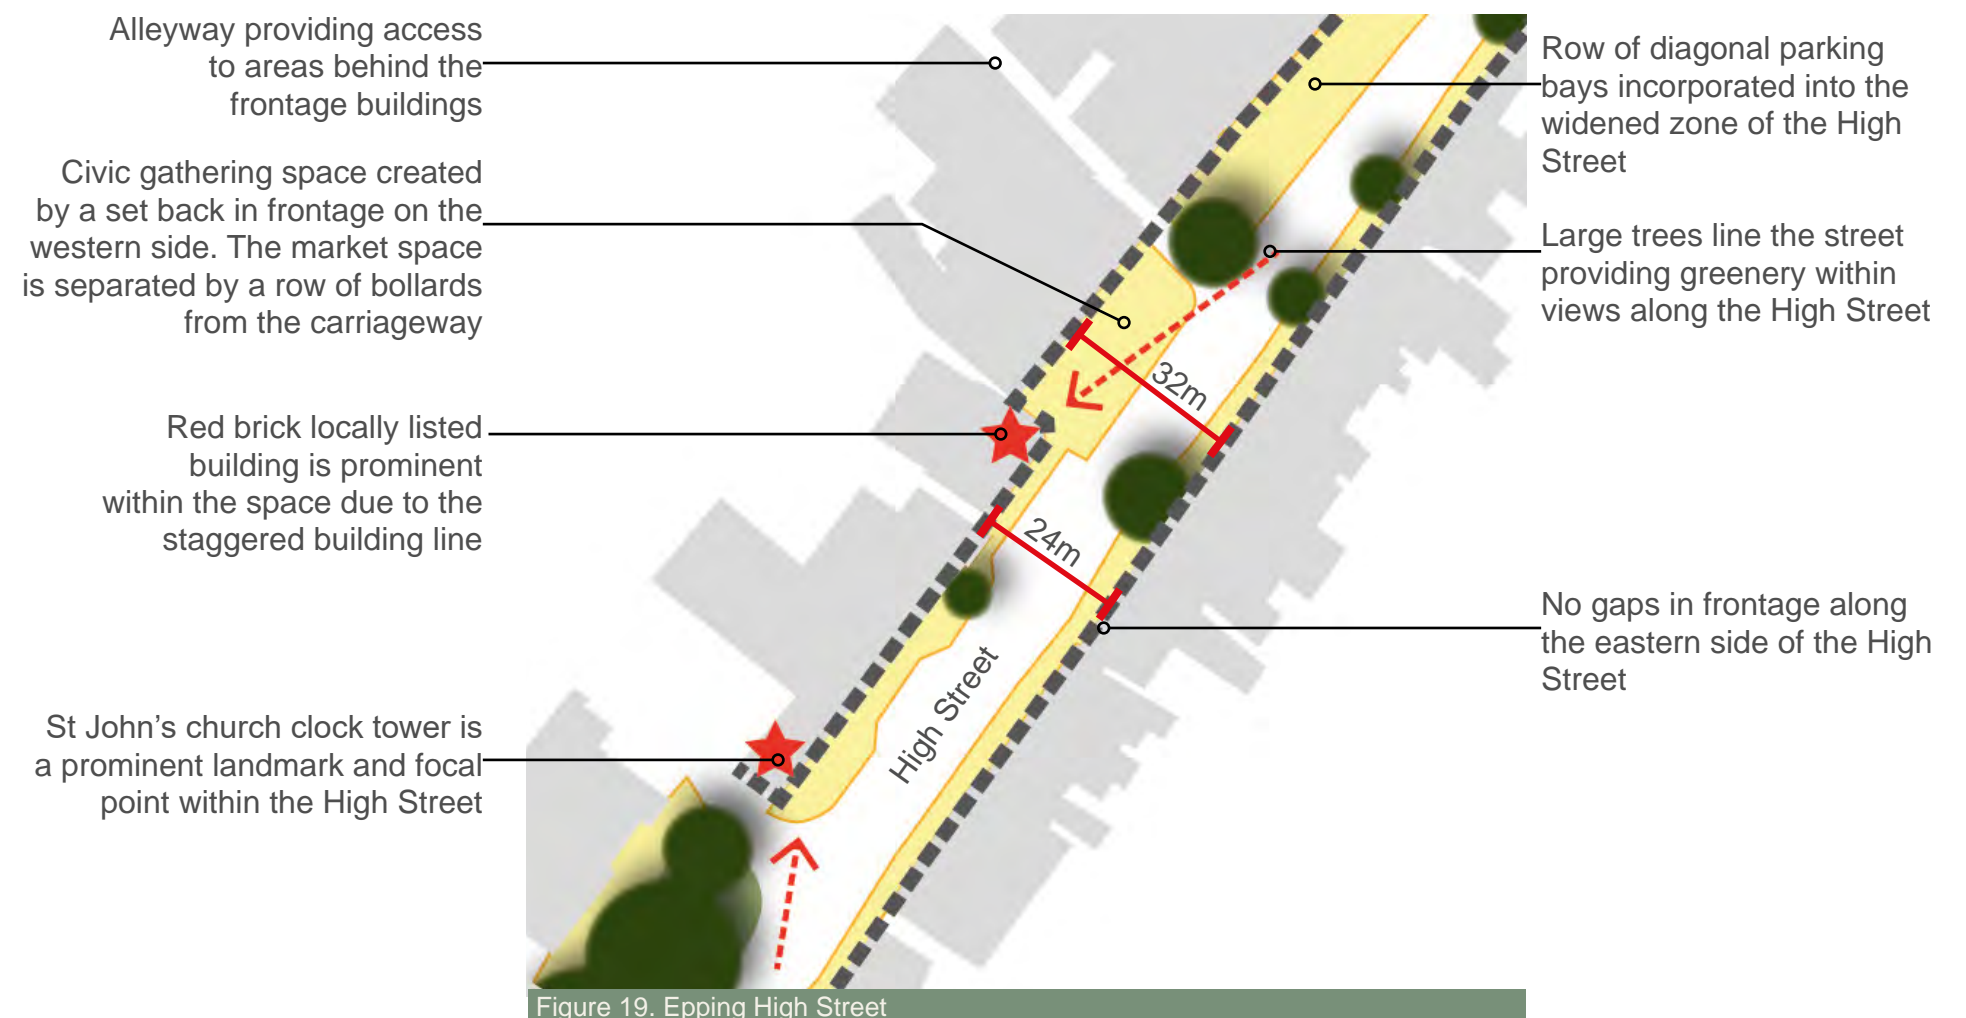 Alleyway providing access
to areas behind the
frontage buildings
Civic gathering space created
by a set back in frontage on the
western side. The market space
is separated by a row of bollards
from the carriageway
Red brick locally listed
building is prominent
within the space due to the
staggered building line
St John’s church clock tower is
a prominent landmark and focal
point within the High Street
32m
24m
High Street
Row of diagonal parking
bays incorporated into the
widened zone of the High
Street
Large trees line the street
providing greenery within
views along the High Street
No gaps in frontage along
the eastern side of the High
Street
Figure 19. Epping High Street